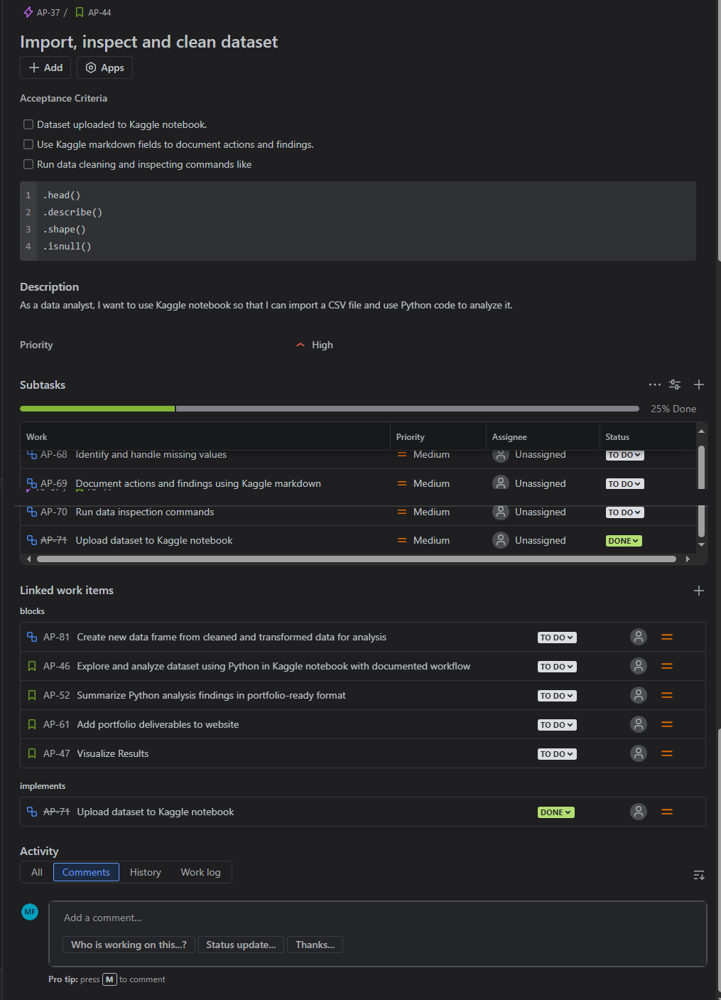 AP-37 / AP-44
Import, inspect and clean dataset
Add Apps
Acceptance Criteria
Dataset uploaded to Kaggle notebook.
Use Kaggle markdown fields to document actions and findings.
Run data cleaning and inspecting commands like
1 .head()
2 .describe()
3 .shape()
4 .isnull()
Description
As a data analyst, I want to use Kaggle notebook so that I can import a CSV file and use Python code to analyze it.
Priority High
Subtasks
25% Done
Work Priority Assignee Status
AP-68 Identify and handle missing values Medium Unassigned TO DO
AP-69 Document actions and findings using Kaggle markdown Medium Unassigned TO DO
AP-70 Run data inspection commands Medium Unassigned TO DO
AP-71 Upload dataset to Kaggle notebook Medium Unassigned DONE
Linked work items
blocks
AP-81 Create new data frame from cleaned and transformed data for analysis TO DO
AP-46 Explore and analyze dataset using Python in Kaggle notebook with documented workflow TO DO
AP-52 Summarize Python analysis findings in portfolio-ready format TO DO
AP-61 Add portfolio deliverables to website TO DO
AP-47 Visualize Results TO DO
implements
AP-71 Upload dataset to Kaggle notebook DONE
Activity
All Comments History Work log
MF Add a comment...
Who is working on this...? Status update... Thanks...
Pro tip: press M to comment